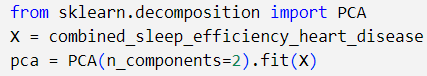 from sklearn.decomposition import PCA
X = combined_sleep_efficiency_heart_disease
pca = PCA(n_components=2).fit(X)